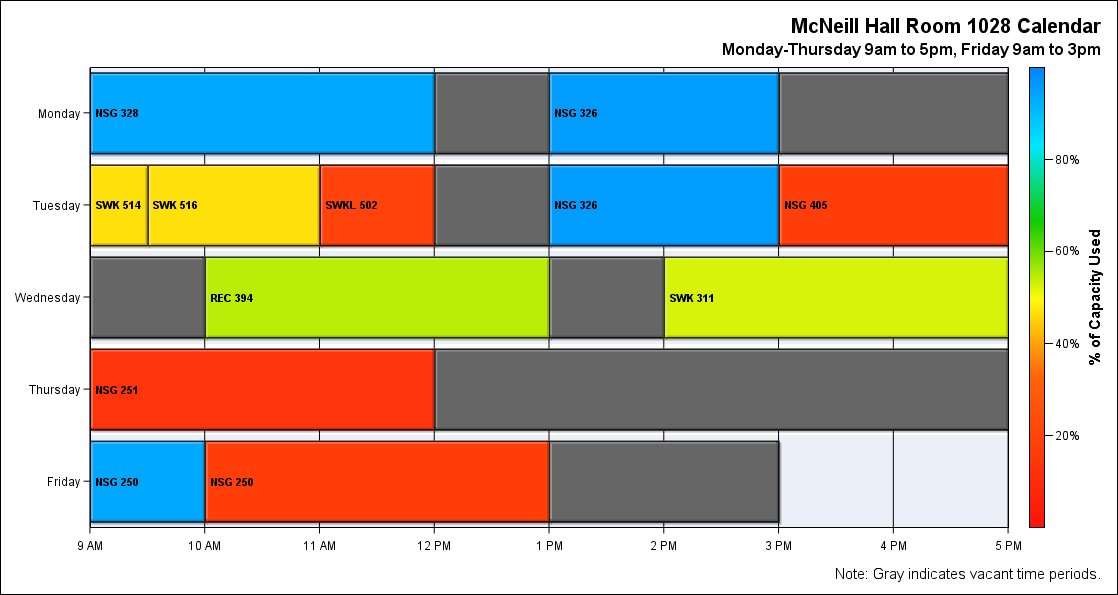 McNeill Hall Room 1028 Calendar
Monday-Thursday 9am to 5pm, Friday 9am to 3pm
Monday
NSG 328
NSG 326
Tuesday
SWK 514
SWK 516
SWKL 502
NSG 326
NSG 405
Wednesday
REC 394
SWK 311
Thursday
NSG 251
Friday
NSG 250
NSG 250
9 AM
10 AM
11 AM
12 PM
1 PM
2 PM
3 PM
4 PM
5 PM
80%
60%
40%
20%
% of Capacity Used
Note: Gray indicates vacant time periods.